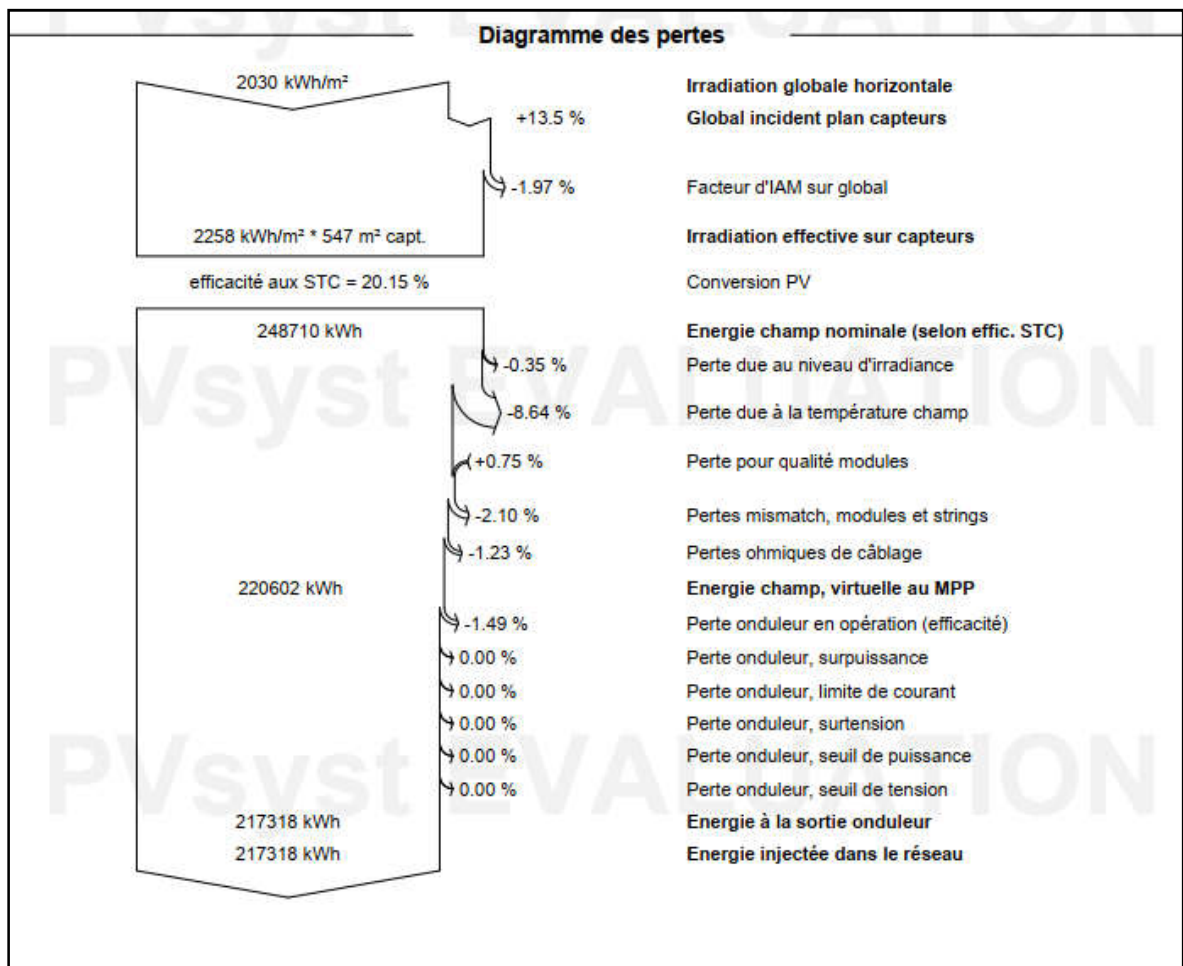 Diagramme des pertes
2030 kWh/m² Irradiation globale horizontale
+13.5 % Global incident plan capteurs
-1.97 % Facteur d'IAM sur global
2258 kWh/m² * 547 m² capt. Irradiation effective sur capteurs
efficacité aux STC = 20.15 % Conversion PV
248710 kWh Energie champ nominale (selon effic. STC)
-0.35 % Perte due au niveau d'irradiance
-8.64 % Perte due à la température champ
+0.75 % Perte pour qualité modules
-2.10 % Pertes mismatch, modules et strings
-1.23 % Pertes ohmiques de câblage
220602 kWh Energie champ, virtuelle au MPP
-1.49 % Perte onduleur en opération (efficacité)
0.00 % Perte onduleur, surpuissance
0.00 % Perte onduleur, limite de courant
0.00 % Perte onduleur, surtension
0.00 % Perte onduleur, seuil de puissance
0.00 % Perte onduleur, seuil de tension
217318 kWh Energie à la sortie onduleur
217318 kWh Energie injectée dans le réseau
PVsyst EVALUATION
PVsyst EVALUATION
PVsyst EVALUATION